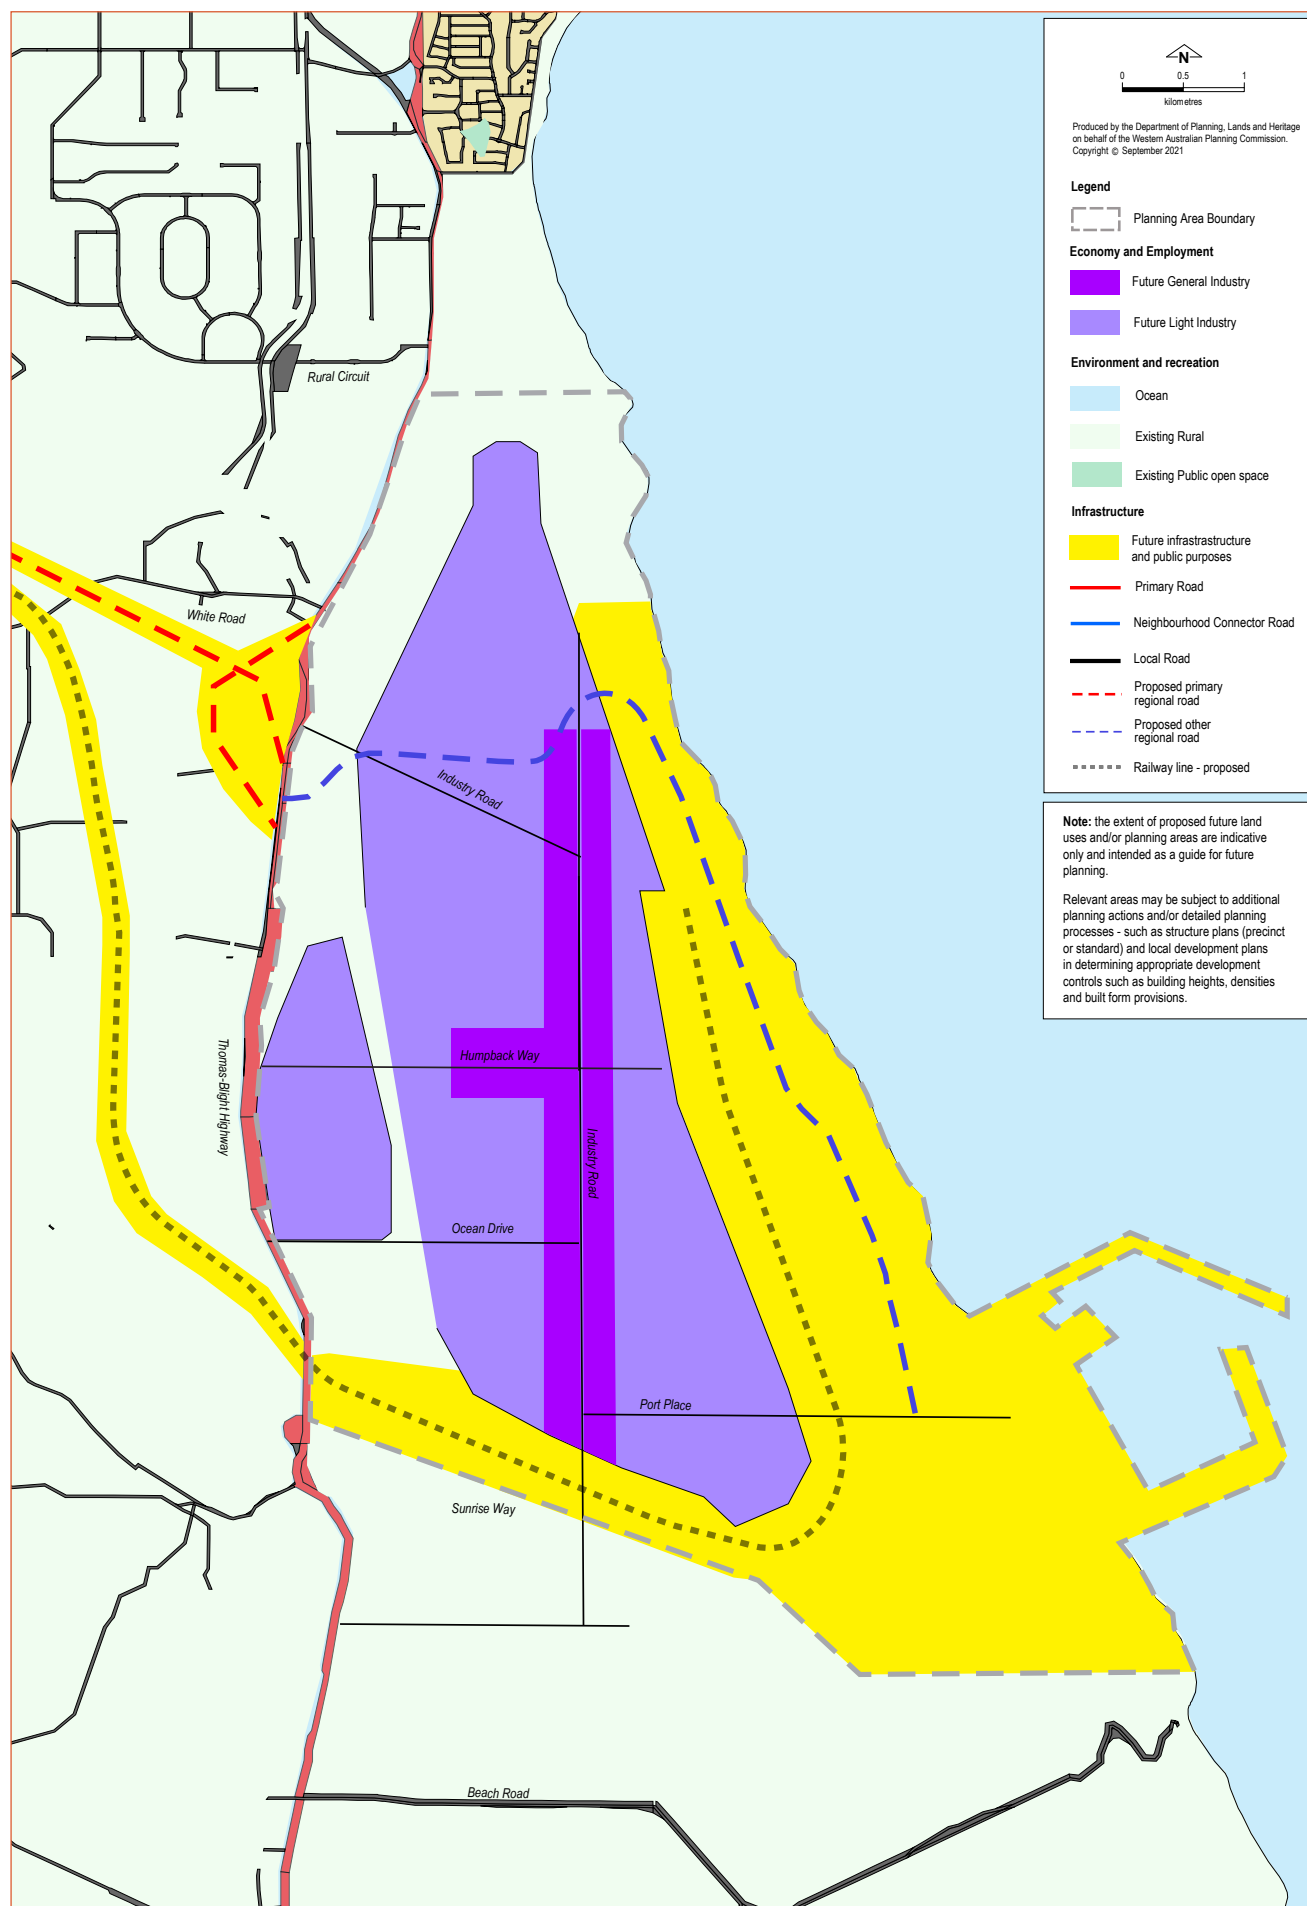 N
0 0.5 1
kilometres
Produced by the Department of Planning, Lands and Heritage
on behalf of the Western Australian Planning Commission.
Copyright © September 2021
Legend
Planning Area Boundary
Economy and Employment
Future General Industry
Future Light Industry
Environment and recreation
Ocean
Existing Rural
Existing Public open space
Infrastructure
Future infrastrastructure
and public purposes
Primary Road
Neighbourhood Connector Road
Local Road
Proposed primary
regional road
Proposed other
regional road
Railway line - proposed
Note: the extent of proposed future land
uses and/or planning areas are indicative
only and intended as a guide for future
planning.
Relevant areas may be subject to additional
planning actions and/or detailed planning
processes - such as structure plans (precinct
or standard) and local development plans
in determining appropriate development
controls such as building heights, densities
and built form provisions.
Rural Circuit
White Road
Industry Road
Humpback Way
Thomas-Blight Highway
Industry Road
Ocean Drive
Port Place
Sunrise Way
Beach Road